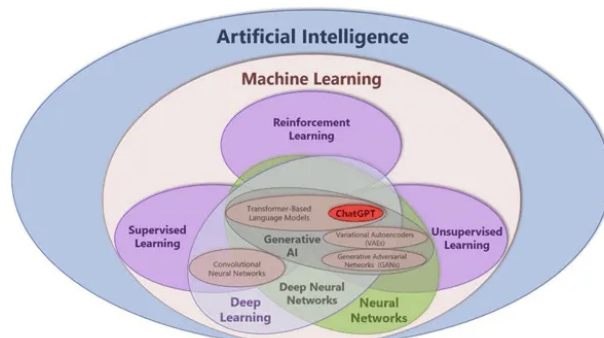 Artificial Intelligence
Machine Learning
Reinforcement
Learning
Transformer-Based
Language Models
ChatGPT
Supervised
Learning
Generative
AI
Variational Autoencoders
(VAEs)
Unsupervised
Learning
Convolutional
Neural Networks
Generative Adversarial
Networks (GANs)
Deep Neural
Networks
Deep
Learning
Neural
Networks